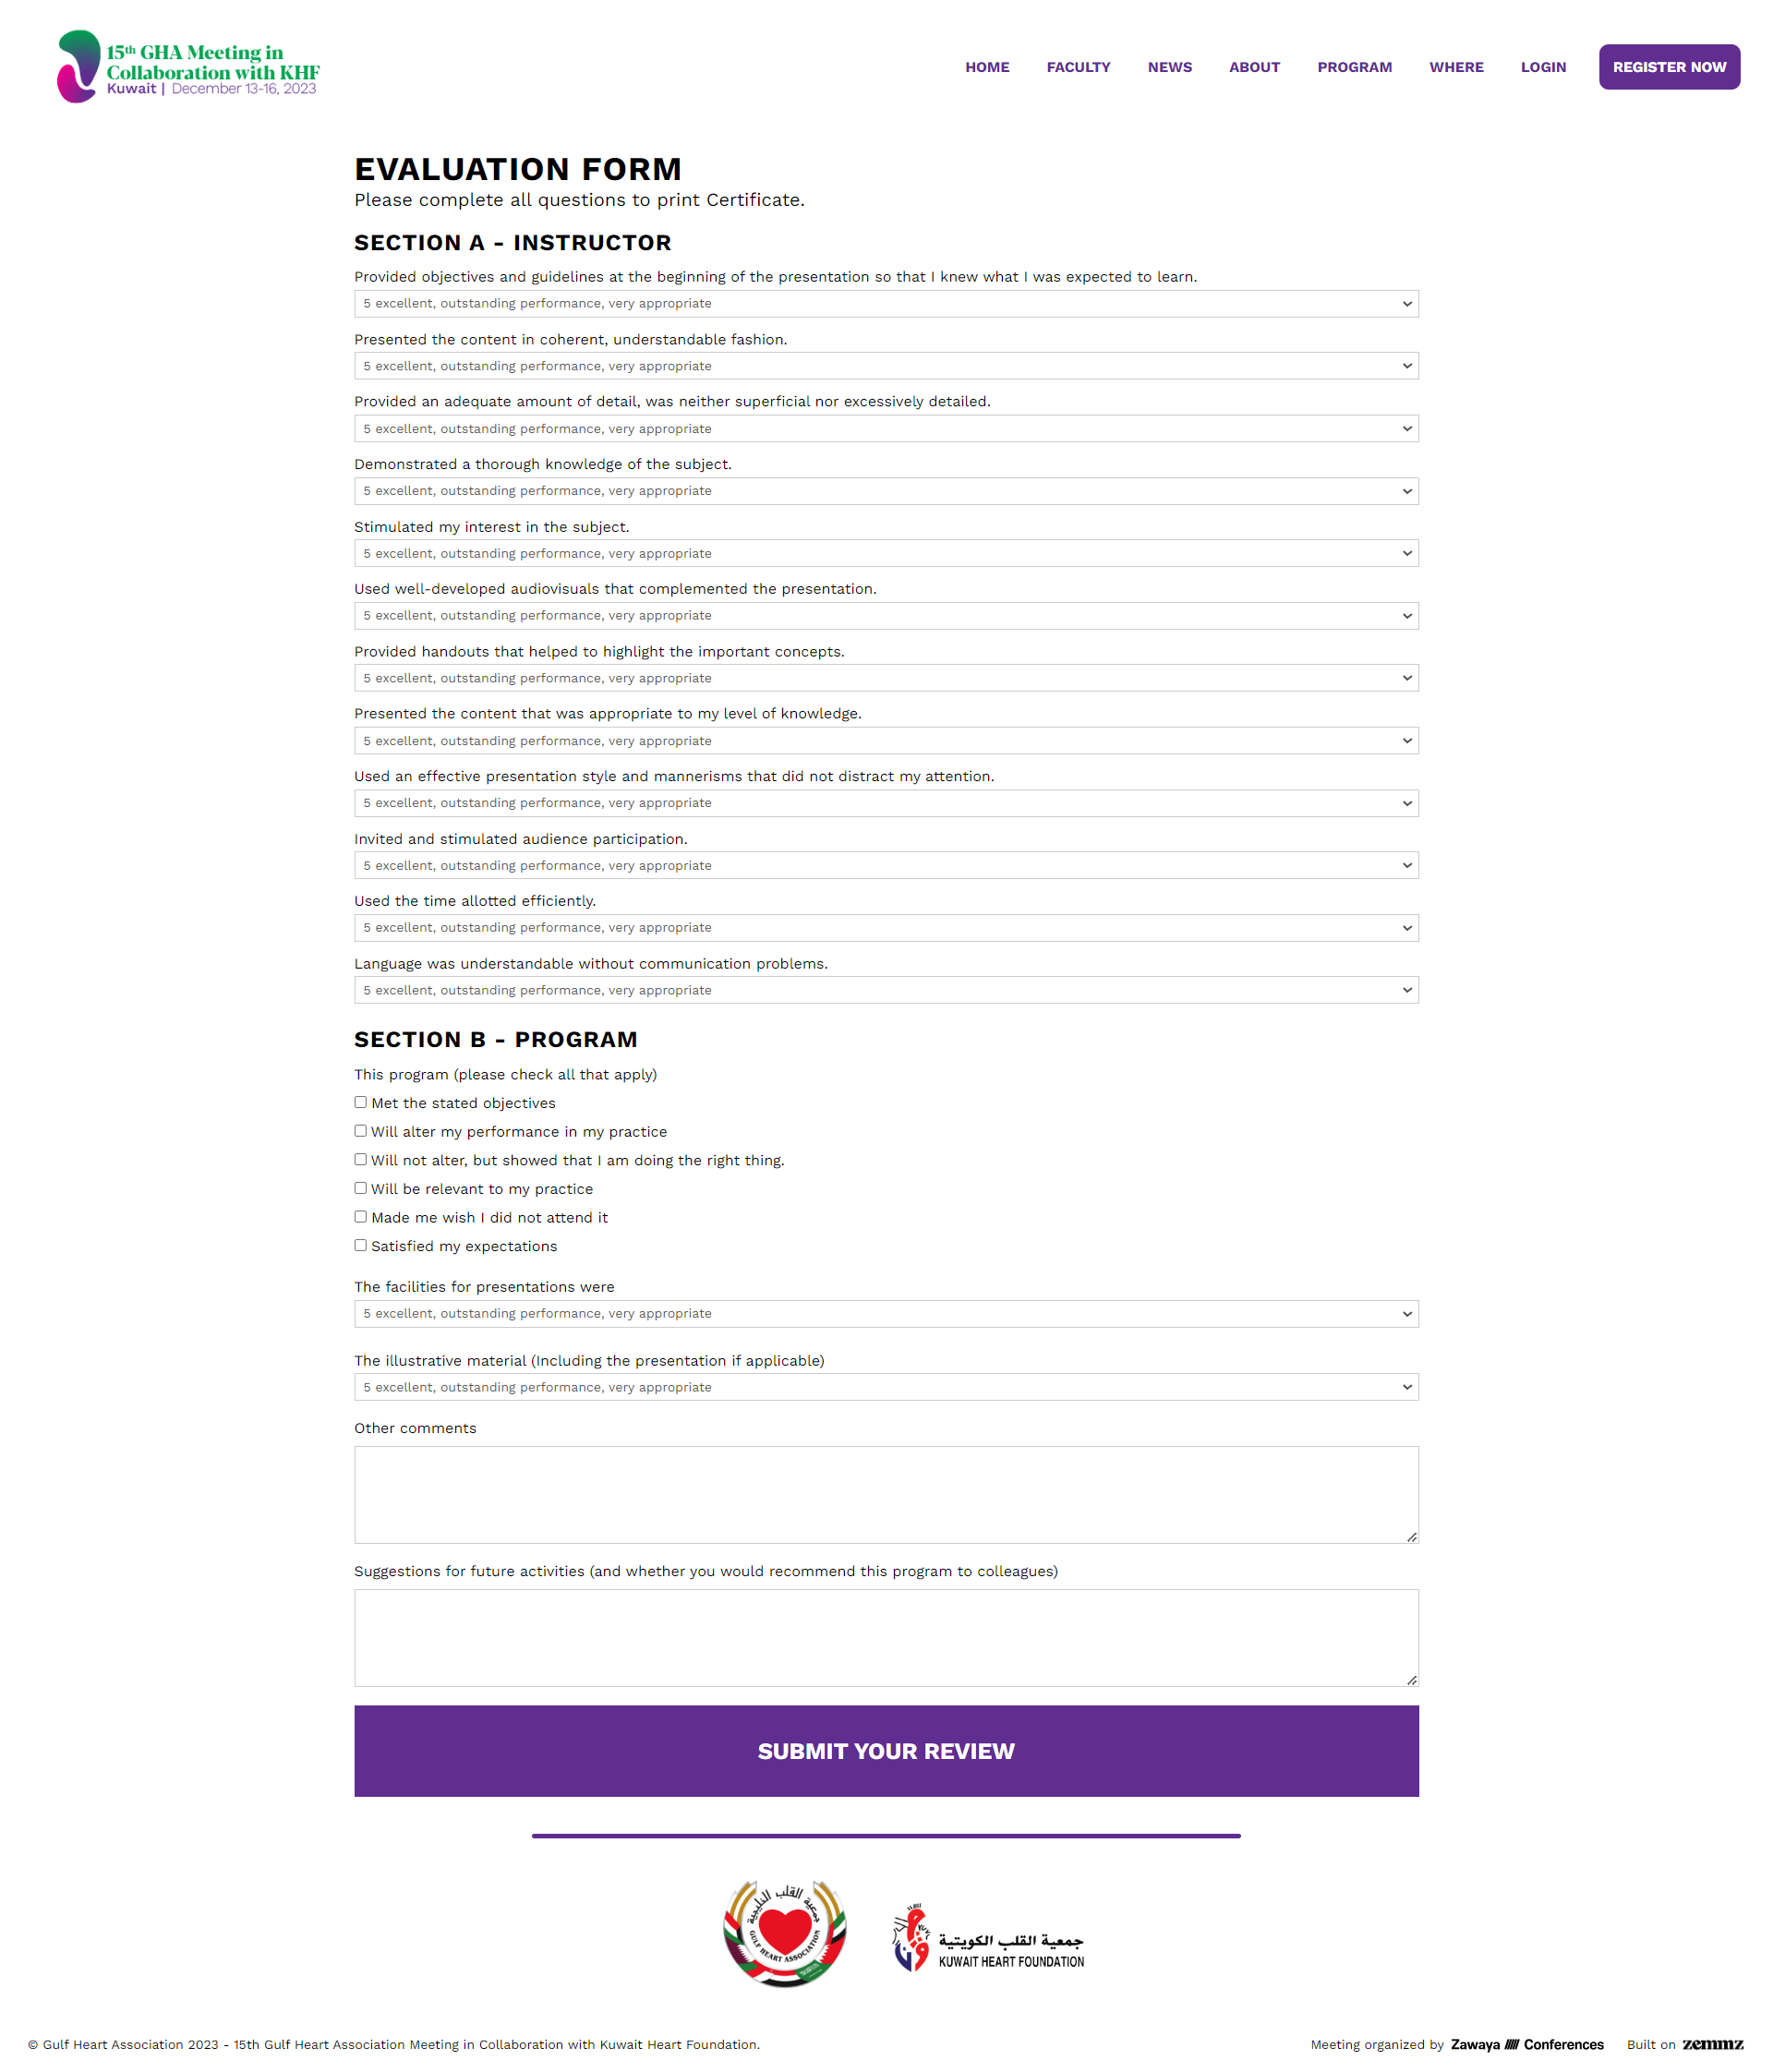 15th GHA Meeting in
Collaboration with KHF
Kuwait | December 13-16, 2023
HOME FACULTY NEWS ABOUT PROGRAM WHERE LOGIN REGISTER NOW
EVALUATION FORM
Please complete all questions to print Certificate.
SECTION A - INSTRUCTOR
Provided objectives and guidelines at the beginning of the presentation so that I knew what I was expected to learn.
5 excellent, outstanding performance, very appropriate
Presented the content in coherent, understandable fashion.
5 excellent, outstanding performance, very appropriate
Provided an adequate amount of detail, was neither superficial nor excessively detailed.
5 excellent, outstanding performance, very appropriate
Demonstrated a thorough knowledge of the subject.
5 excellent, outstanding performance, very appropriate
Stimulated my interest in the subject.
5 excellent, outstanding performance, very appropriate
Used well-developed audiovisuals that complemented the presentation.
5 excellent, outstanding performance, very appropriate
Provided handouts that helped to highlight the important concepts.
5 excellent, outstanding performance, very appropriate
Presented the content that was appropriate to my level of knowledge.
5 excellent, outstanding performance, very appropriate
Used an effective presentation style and mannerisms that did not distract my attention.
5 excellent, outstanding performance, very appropriate
Invited and stimulated audience participation.
5 excellent, outstanding performance, very appropriate
Used the time allotted efficiently.
5 excellent, outstanding performance, very appropriate
Language was understandable without communication problems.
5 excellent, outstanding performance, very appropriate
SECTION B - PROGRAM
This program (please check all that apply)
Met the stated objectives
Will alter my performance in my practice
Will not alter, but showed that I am doing the right thing.
Will be relevant to my practice
Made me wish I did not attend it
Satisfied my expectations
The facilities for presentations were
5 excellent, outstanding performance, very appropriate
The illustrative material (Including the presentation if applicable)
5 excellent, outstanding performance, very appropriate
Other comments
Suggestions for future activities (and whether you would recommend this program to colleagues)
SUBMIT YOUR REVIEW
جمعية القلب الخليجية
GULF HEART ASSOCIATION
جمعية القلب الكويتية
KUWAIT HEART FOUNDATION
© Gulf Heart Association 2023 - 15th Gulf Heart Association Meeting in Collaboration with Kuwait Heart Foundation.
Meeting organized by Zawaya Conferences Built on zemmz